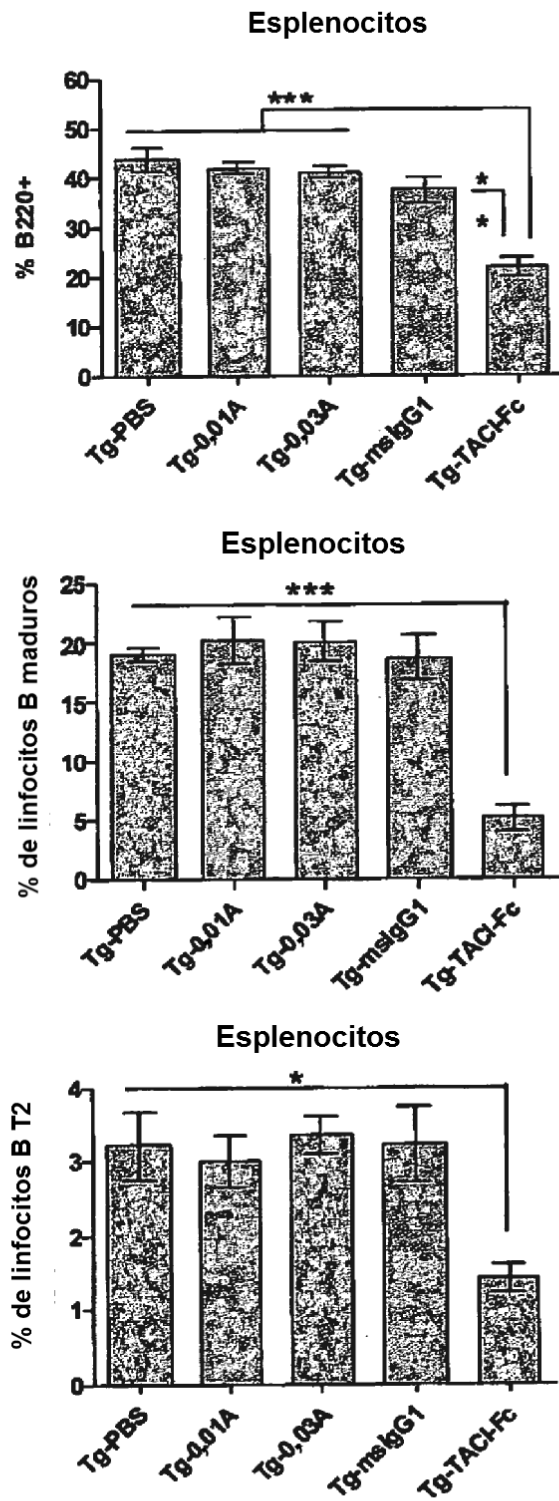 Esplenocitos
% B220+
60
50
40
30
20
10
0
***
*
*
Tg-PBS
Tg-0,01A
Tg-0,03A
Tg-msIgG1
Tg-TACI-Fc
Esplenocitos
% de linfocitos B maduros
25
20
15
10
5
0
***
Tg-PBS
Tg-0,01A
Tg-0,03A
Tg-msIgG1
Tg-TACI-Fc
Esplenocitos
% de linfocitos B T2
4
3
2
1
0
*
Tg-PBS
Tg-0,01A
Tg-0,03A
Tg-msIgG1
Tg-TACI-Fc